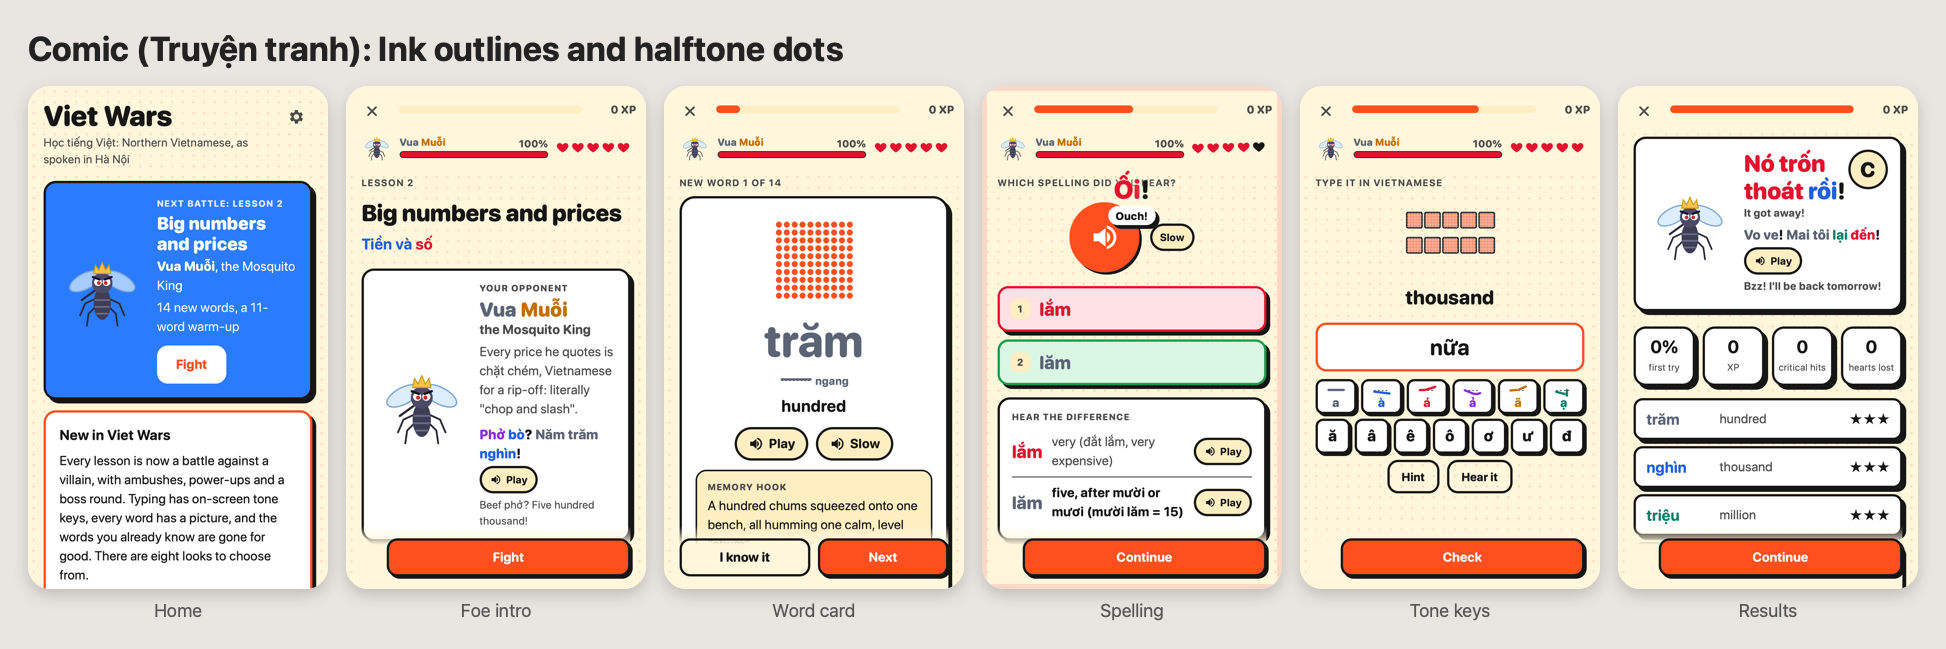 Comic (Truyện tranh): Ink outlines and halftone dots
Viet Wars
Học tiếng Việt: Northern Vietnamese, as
spoken in Hà Nội
NEXT BATTLE: LESSON 2
Big numbers
and prices
Vua Muỗi, the Mosquito
King
14 new words, a 11-
word warm-up
Fight
New in Viet Wars
Every lesson is now a battle against a
villain, with ambushes, power-ups and a
boss round. Typing has on-screen tone
keys, every word has a picture, and the
words you already know are gone for
good. There are eight looks to choose
from.
Home
0 XP
Vua Muỗi 100%
LESSON 2
Big numbers and prices
Tiền và số
YOUR OPPONENT
Vua Muỗi
the Mosquito King
Every price he quotes is
chặt chém, Vietnamese
for a rip-off: literally
"chop and slash".
Phở bò? Năm trăm
nghìn!
Play
Beef phở? Five hundred
thousand!
Fight
Foe intro
0 XP
Vua Muỗi 100%
NEW WORD 1 OF 14
trăm
ngang
hundred
Play
Slow
MEMORY HOOK
A hundred chums squeezed onto one
bench, all humming one calm, level
I know it
Next
Word card
0 XP
Vua Muỗi 100%
WHICH SPELLING DID EAR?
Ối!
Ouch!
Slow
1 lắm
2 lăm
HEAR THE DIFFERENCE
lắm very (đắt lắm, very
expensive)
Play
lăm five, after mười or
mươi (mười lăm = 15)
Play
Continue
Spelling
0 XP
Vua Muỗi 100%
TYPE IT IN VIETNAMESE
thousand
nữa
a à á ả ã ạ
ă â ê ô ơ ư đ
Hint
Hear it
Check
Tone keys
0 XP
Nó trốn
thoát rồi!
C
It got away!
Vo ve! Mai tôi lại đến!
Play
Bzz! I'll be back tomorrow!
0% 0 0 0
first try XP critical hits hearts lost
trăm hundred ★★★
nghìn thousand ★★★
triệu million ★★★
Continue
Results